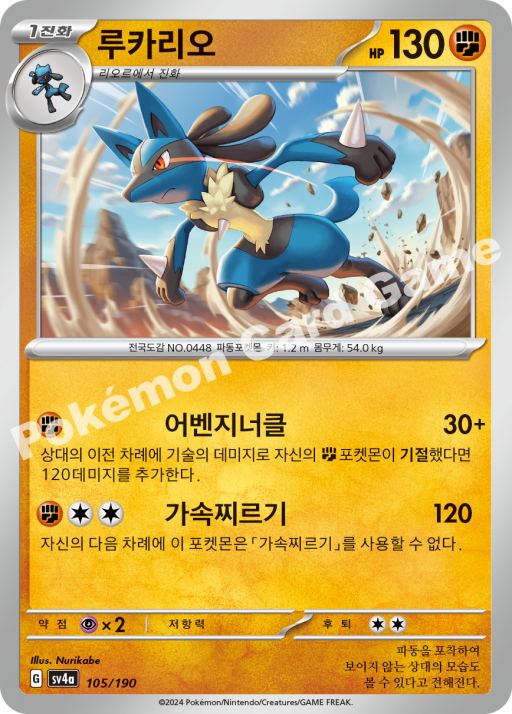 1진화
루카리오
HP 130
리오르에서 진화
전국도감 NO.0448 파동포켓몬 키: 1.2 m 몸무게: 54.0 kg
어벤지너클 30+
상대의 이전 차례에 기술의 데미지로 자신의 포켓몬이 기절했다면
120데미지를 추가한다.
가속찌르기 120
자신의 다음 차례에 이 포켓몬은 「가속찌르기」를 사용할 수 없다.
약점 ×2 저항력 후퇴
Illus. Nurikabe
G sv4a 105/190
파동을 포착하여
보이지 않는 상대의 모습도
볼 수 있다고 전해진다.
©2024 Pokémon/Nintendo/Creatures/GAME FREAK.
Pokémon Card Game